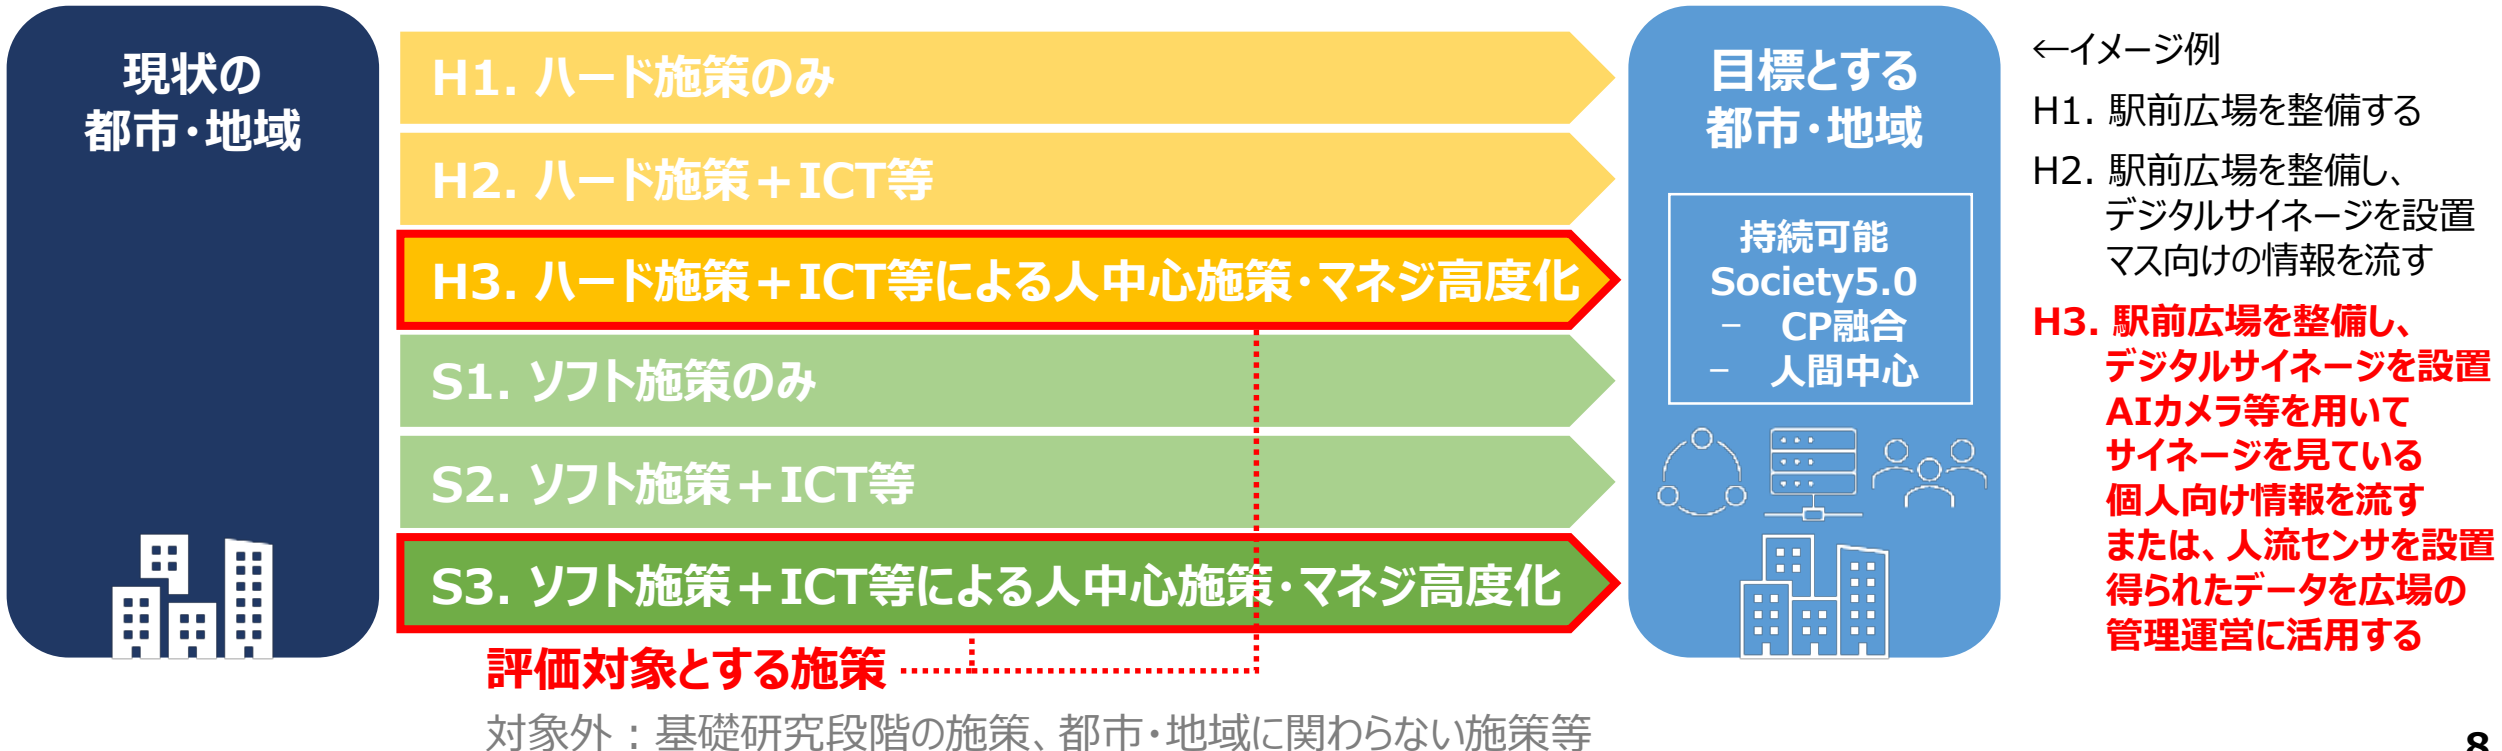 現状の
都市・地域
H1. ハード施策のみ
H2. ハード施策＋ICT等
H3. ハード施策＋ICT等による人中心施策・マネジ高度化
S1. ソフト施策のみ
S2. ソフト施策＋ICT等
S3. ソフト施策＋ICT等による人中心施策・マネジ高度化
評価対象とする施策
対象外：基礎研究段階の施策、都市・地域に関わらない施策等
目標とする
都市・地域
持続可能
Society5.0
－ CP融合
－ 人間中心
←イメージ例
H1. 駅前広場を整備する
H2. 駅前広場を整備し、
デジタルサイネージを設置
マス向けの情報を流す
H3. 駅前広場を整備し、
デジタルサイネージを設置
AIカメラ等を用いて
サイネージを見ている
個人向け情報を流す
または、人流センサを設置
得られたデータを広場の
管理運営に活用する
8